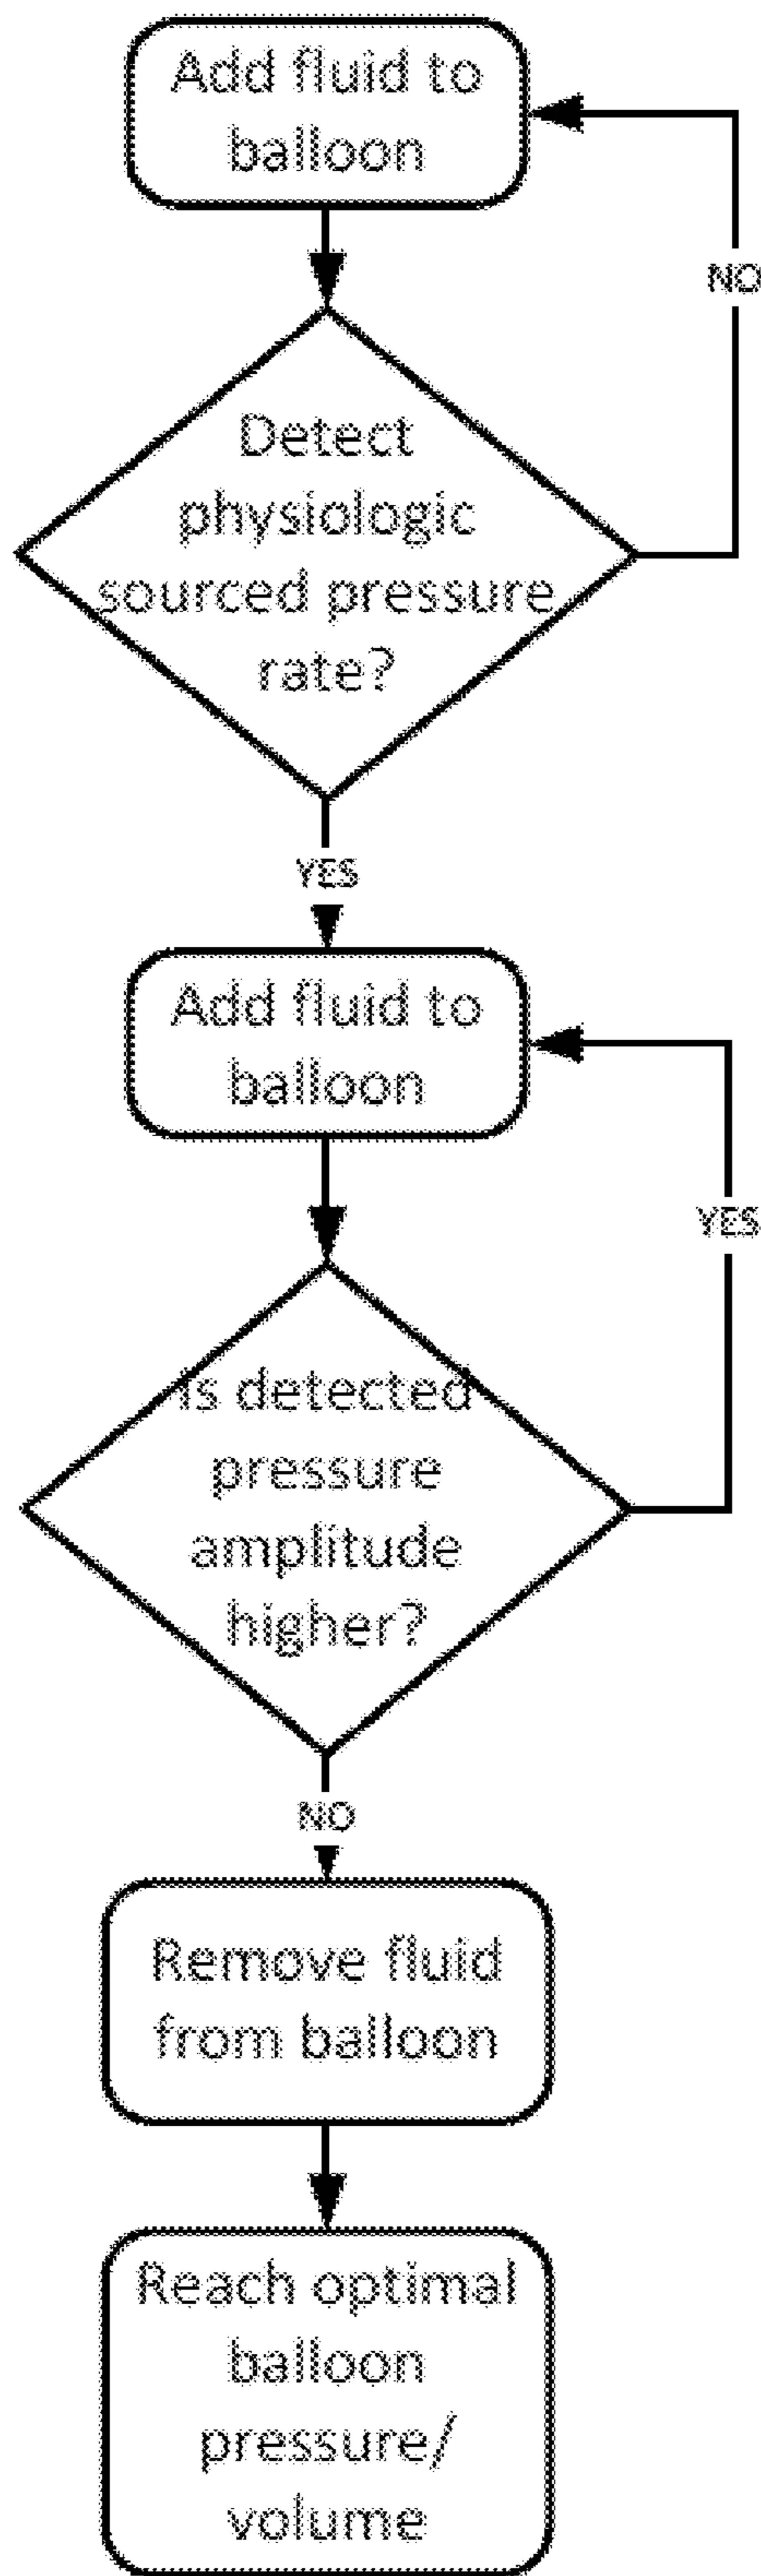 Add fluid to
balloon
NO
Detect
physiologic
sourced pressure
rate?
YES
Add fluid to
balloon
YES
Is detected
pressure
amplitude
higher?
NO
Remove fluid
from balloon
Reach optimal
balloon
pressure/
volume